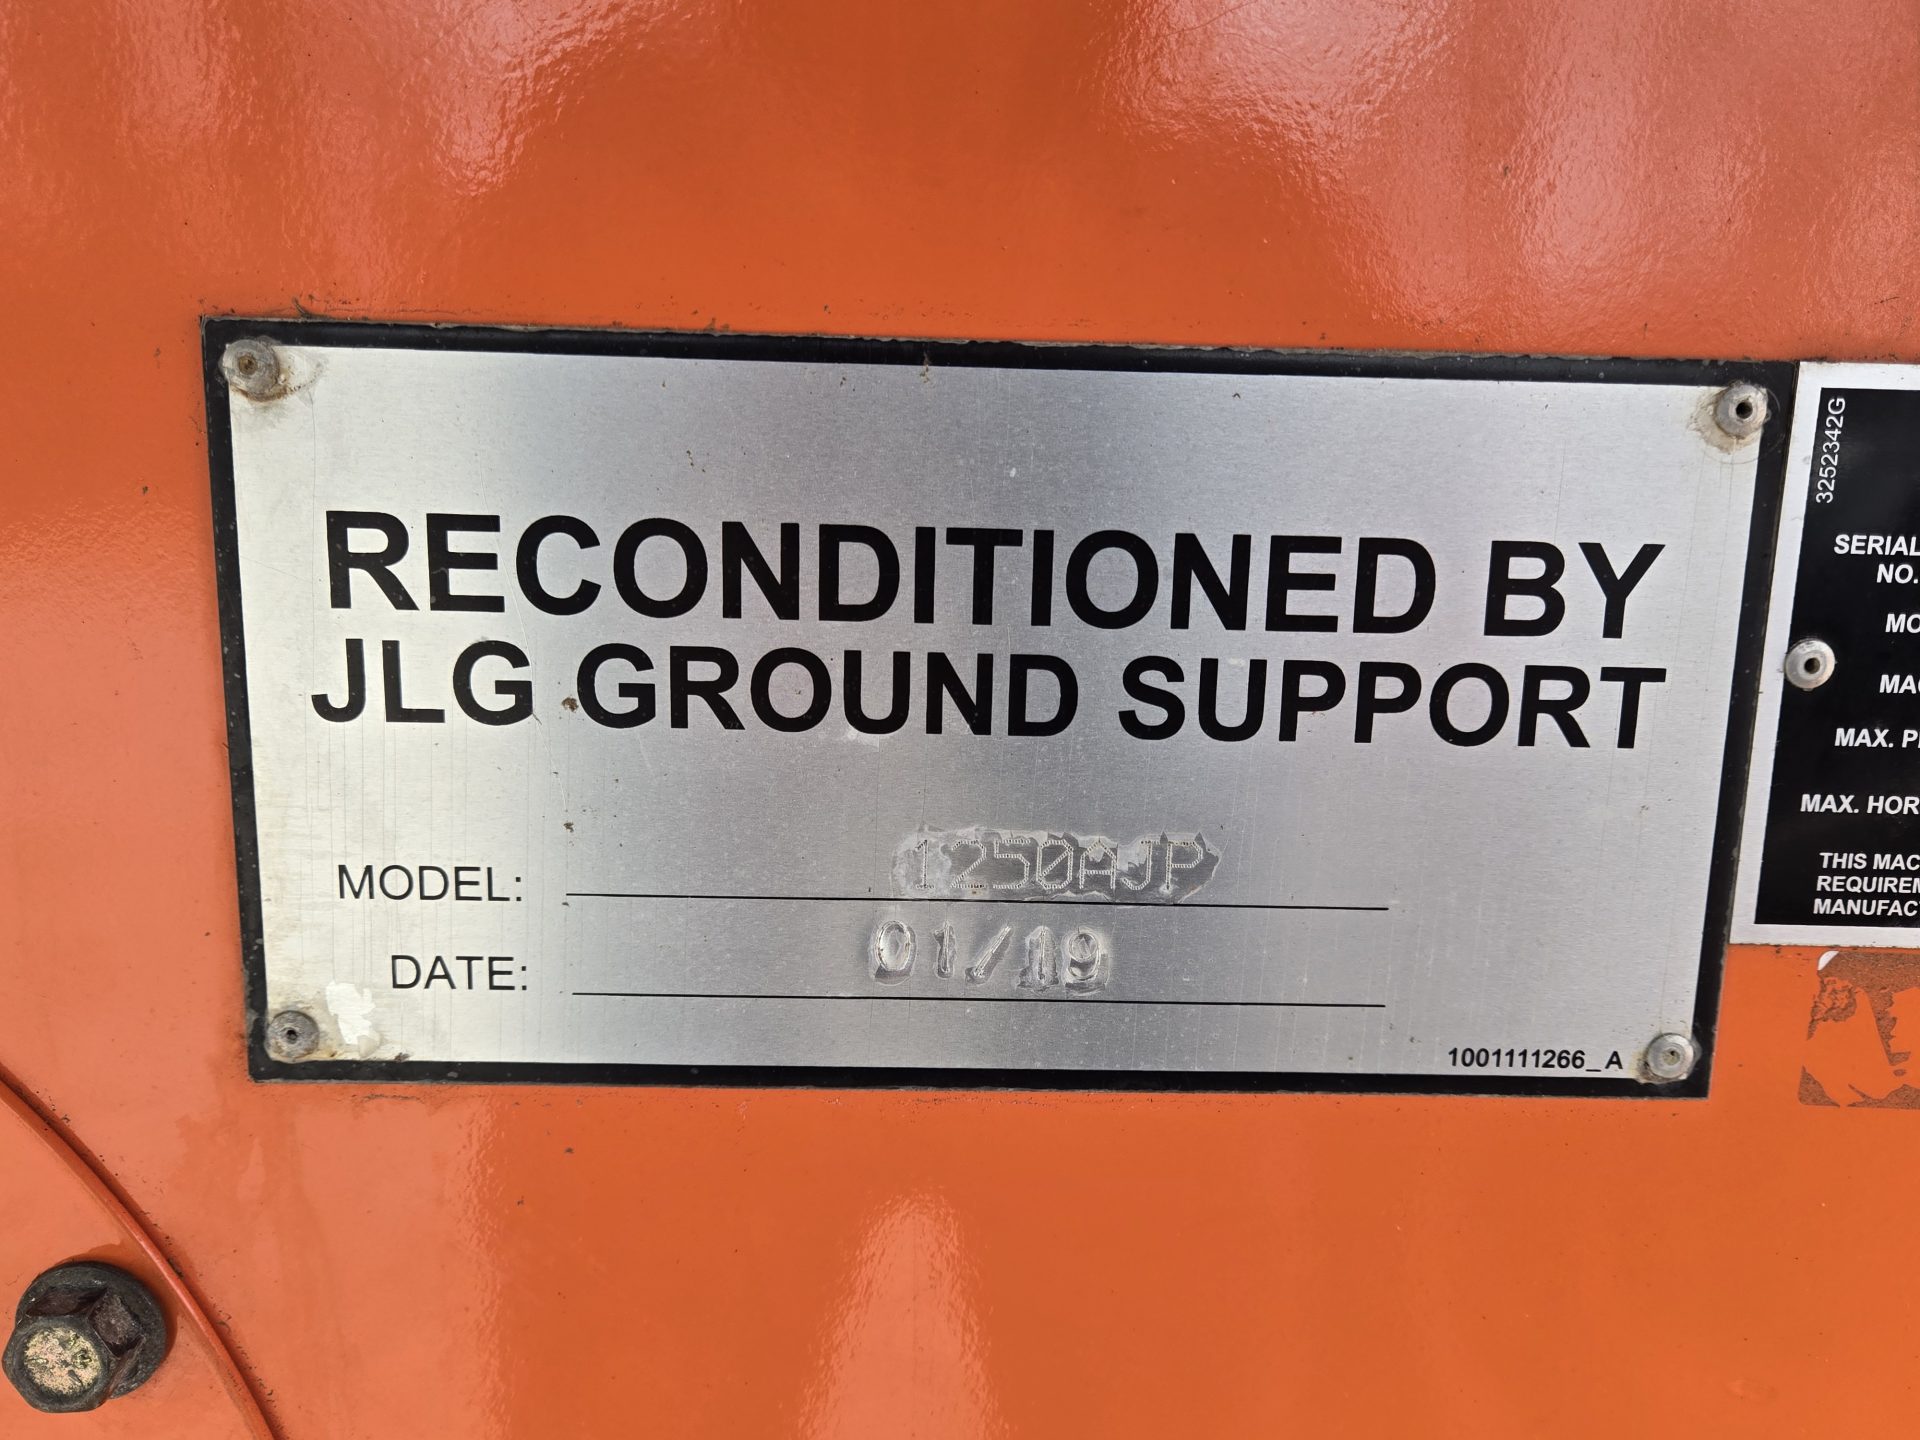 RECONDITIONED BY
JLG GROUND SUPPORT
MODEL: 1250AJP
DATE: 01/19
1001111266_A
3252342G
SERIAL
NO.
MAX.
MAX.
THIS